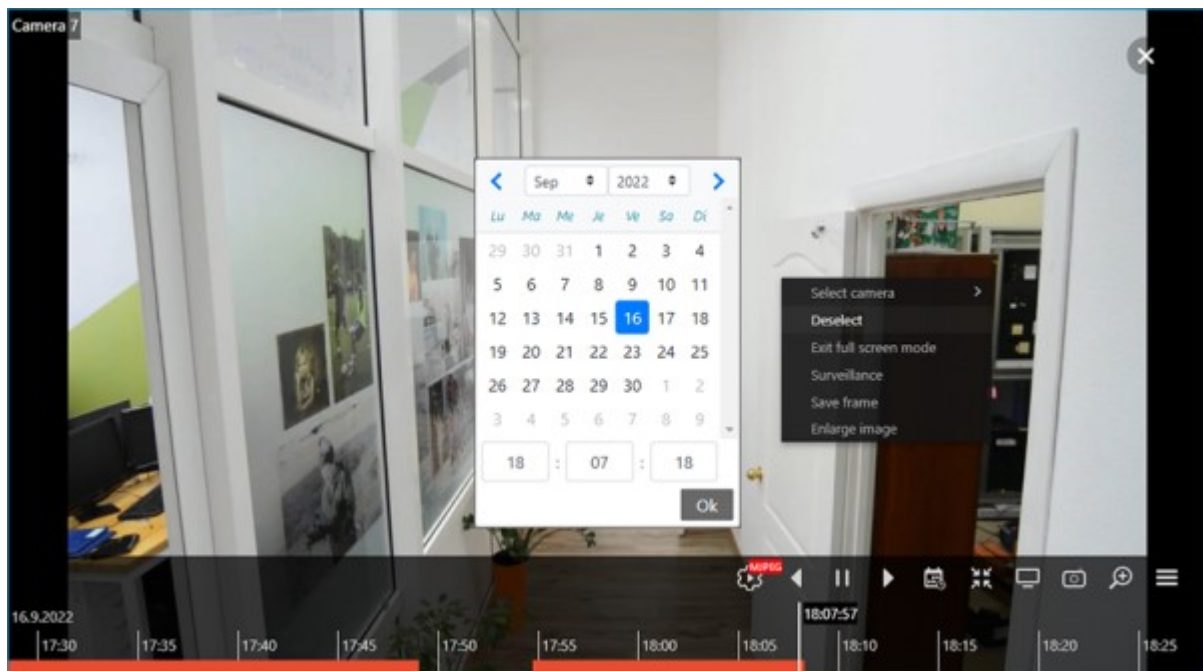 Camera 7
Sep 2022
Lu Ma Me Je Ve Sa Di
29 30 31 1 2 3 4
5 6 7 8 9 10 11
12 13 14 15 16 17 18
19 20 21 22 23 24 25
26 27 28 29 30 1 2
3 4 5 6 7 8 9
18 : 07 : 18
Ok
Select camera
Deselect
Exit full screen mode
Surveillance
Save frame
Enlarge image
MJPEG
16.9.2022
18:07:57
17:30 17:35 17:40 17:45 17:50 17:55 18:00 18:05 18:10 18:15 18:20 18:25